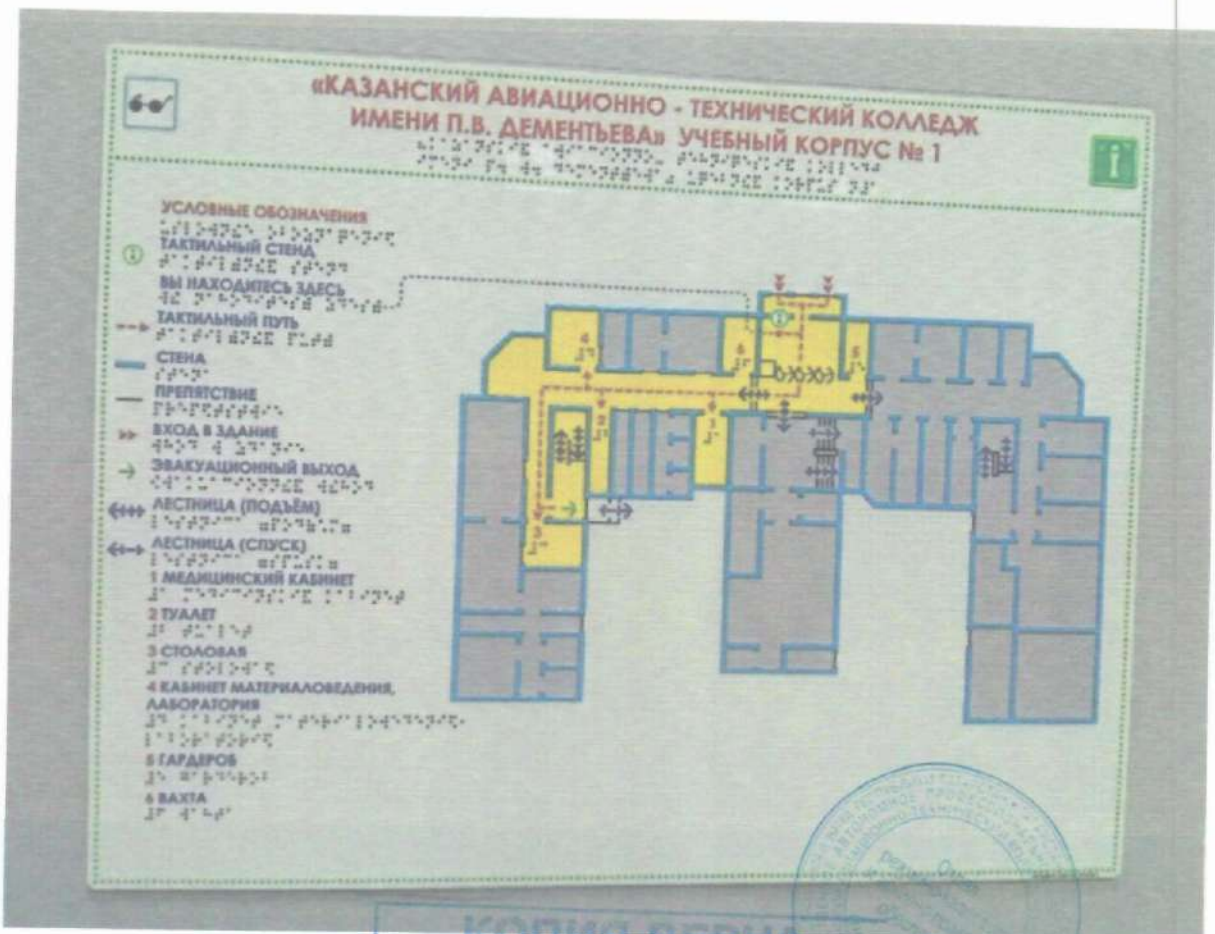 «КАЗАНСКИЙ АВИАЦИОННО - ТЕХНИЧЕСКИЙ КОЛЛЕДЖ
ИМЕНИ П.В. ДЕМЕНТЬЕВА» УЧЕБНЫЙ КОРПУС № 1
УСЛОВНЫЕ ОБОЗНАЧЕНИЯ
ТАКТИЛЬНЫЙ СТЕНД
ВЫ НАХОДИТЕСЬ ЗДЕСЬ
ТАКТИЛЬНЫЙ ПУТЬ
СТЕНА
ПРЕПЯТСТВИЕ
ВХОД В ЗДАНИЕ
ЭВАКУАЦИОННЫЙ ВЫХОД
ЛЕСТНИЦА (ПОДЪЁМ)
ЛЕСТНИЦА (СПУСК)
1 МЕДИЦИНСКИЙ КАБИНЕТ
2 ТУАЛЕТ
3 СТОЛОВАЯ
4 КАБИНЕТ МАТЕРИАЛОВЕДЕНИЯ,
ЛАБОРАТОРИЯ
5 ГАРДЕРОБ
6 ВАХТА
КОПИЯ ВЕРНА